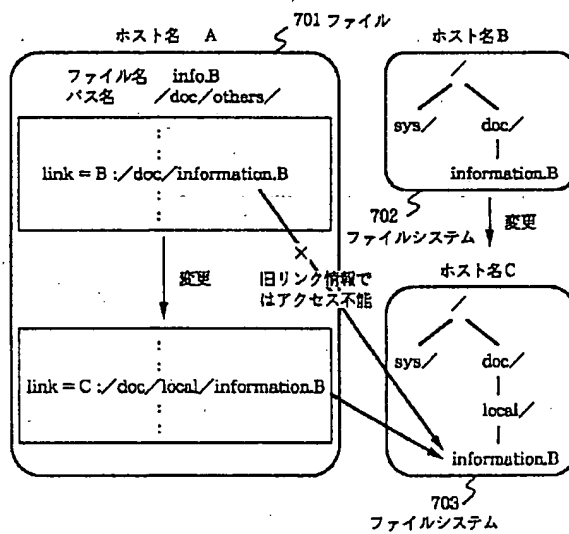 701 ファイル
ホスト名 A
ファイル名 info.B
パス名 /doc/others/
link = B :/doc/information.B
変更
旧リンク情報で
はアクセス不能
link = C :/doc/local/information.B
ホスト名B
/
sys/ doc/
information.B
702
ファイルシステム
変更
ホスト名C
/
sys/ doc/
local/
information.B
703
ファイルシステム